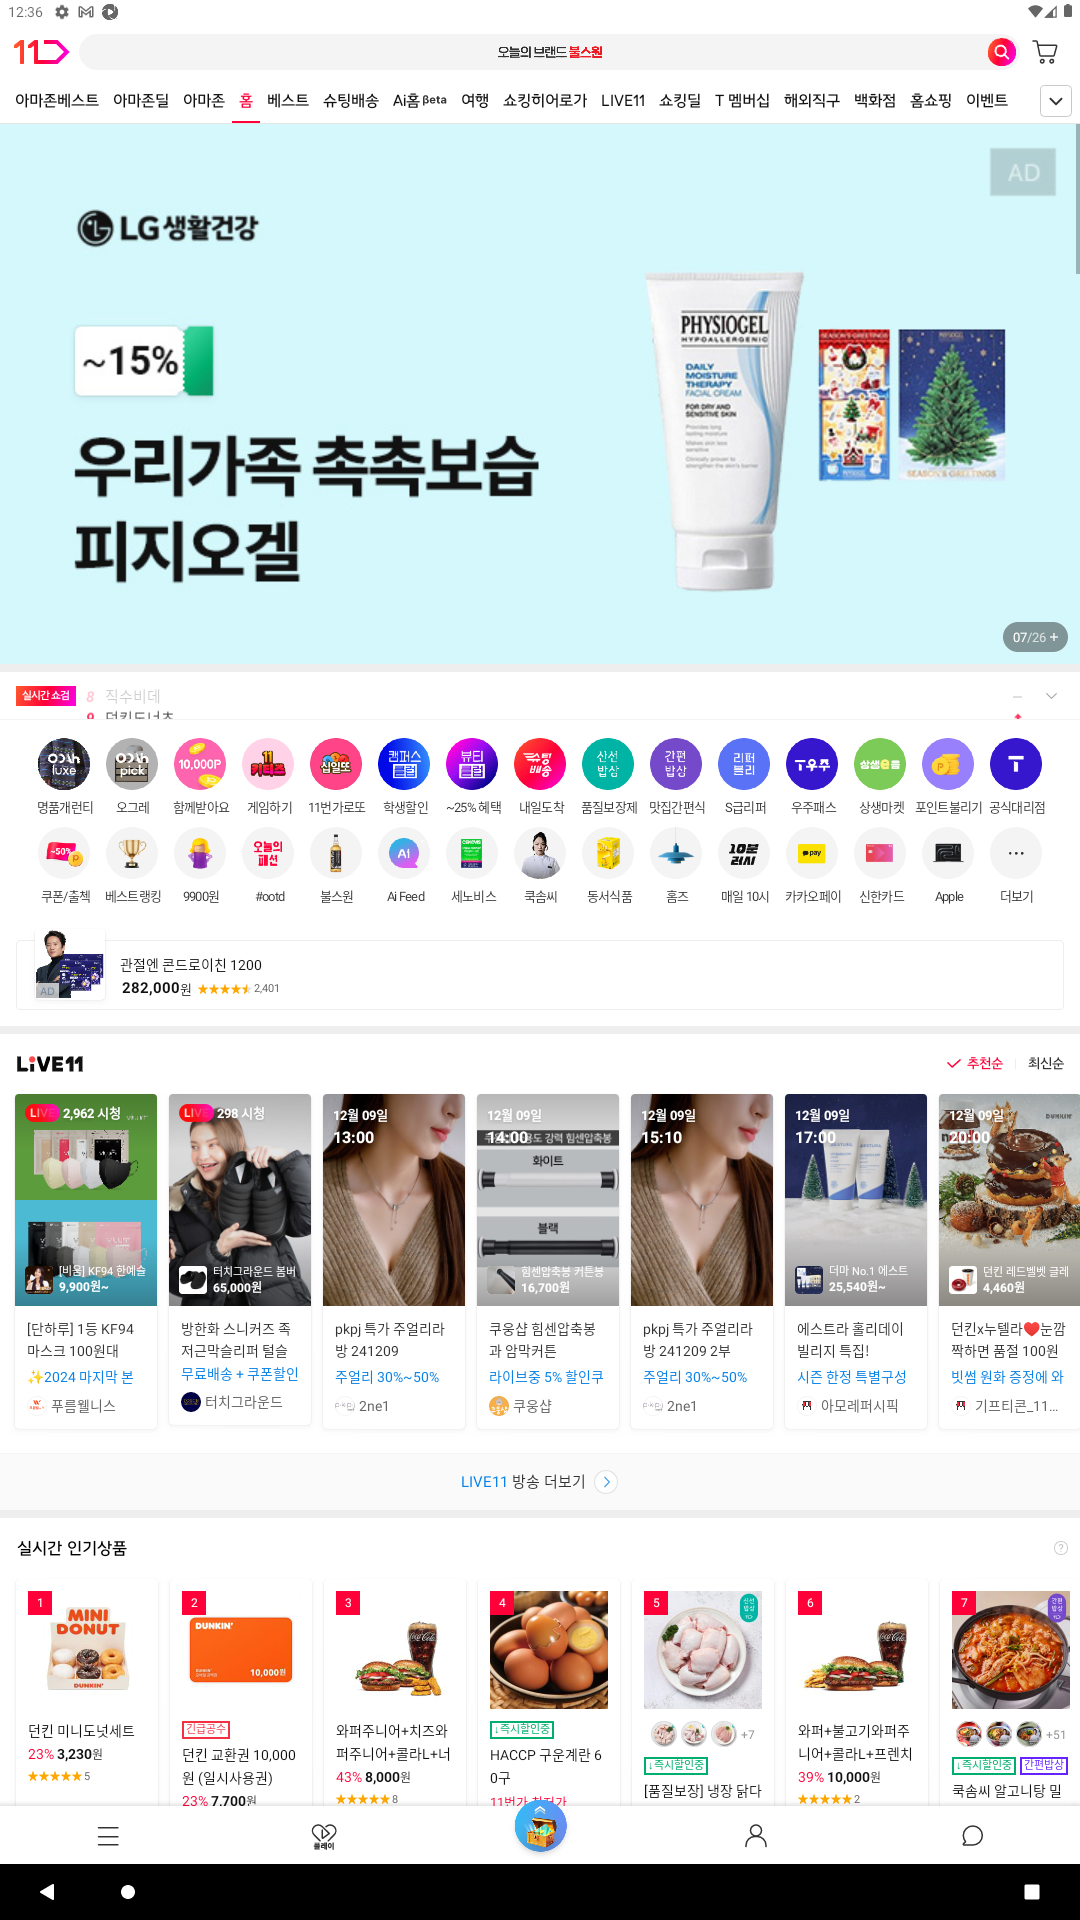 12:36
11
오늘의 브랜드 불스원
아마존베스트 아마존딜 아마존 홈 베스트 슈팅배송 Ai홈 Beta 여행 쇼킹히어로가 LIVE11 쇼킹딜 T 멤버십 해외직구 백화점 홈쇼핑 이벤트
AD
LG 생활건강
~15%
우리가족 촉촉보습
피지오겔
PHYSIOGEL
HYPOALLERGENIC
DAILY
MOISTURE
THERAPY
FACIAL CREAM
FOR DRY AND
SENSITIVE SKIN
SEASON'S GREETINGS
SEASON'S GREETINGS
07/26 +
실시간 쇼검
8 직수비데
9 던킨도너츠
명품개런티 오그레 함께받아요 게임하기 11번가로또 학생할인 ~25% 혜택 내일도착 품질보장제 맛집간편식 S급리퍼 우주패스 상생마켓 포인트불리기 공식대리점
쿠폰/출첵 베스트랭킹 9900원 #ootd 불스원 Ai Feed 세노비스 쿡솜씨 동서식품 홈즈 매일 10시 카카오페이 신한카드 Apple 더보기
AD
관절엔 콘드로이친 1200
282,000원 2,401
LiVE11
추천순 최신순
LIVE 2,962 시청
[비움] KF94 한예슬
9,900원~
[단하루] 1등 KF94
마스크 100원대
✨2024 마지막 본
푸름웰니스
LIVE 298 시청
터치그라운드 봄버
65,000원
방한화 스니커즈 족
저근막슬리퍼 털슬
무료배송 + 쿠폰할인
터치그라운드
12월 09일
13:00
pkpj 특가 주얼리라
방 241209
주얼리 30%~50%
2ne1
12월 09일
14:00
화이트
블랙
힘센압축봉 커튼봉
16,700원
쿠웅샵 힘센압축봉
과 암막커튼
라이브중 5% 할인쿠
쿠웅샵
12월 09일
15:10
pkpj 특가 주얼리라
방 241209 2부
주얼리 30%~50%
2ne1
12월 09일
17:00
더마 No.1 에스트
25,540원~
에스트라 홀리데이
빌리지 특집!
시즌 한정 특별구성
아모레퍼시픽
12월 09일
20:00
DUNKIN'
던킨 레드벨벳 글레
4,460원
던킨x누텔라❤️눈깜
짝하면 품절 100원
빗썸 원화 증정에 와
기프티콘_11...
LIVE11 방송 더보기
실시간 인기상품
1
MINI
DONUT
DUNKIN'
던킨 미니도넛세트
23% 3,230원
5
2
DUNKIN'
10,000원
긴급공수
던킨 교환권 10,000
원 (일시사용권)
23% 7,700원
3
와퍼주니어+치즈와
퍼주니어+콜라L+너
43% 8,000원
8
4
↓즉시할인중
HACCP 구운계란 6
0구
11번가 최저가
5
신선
밥상
+7
↓즉시할인중
[품질보장] 냉장 닭다
6
와퍼+불고기와퍼주
니어+콜라L+프렌치
39% 10,000원
2
7
간편
밥상
+51
↓즉시할인중 간편밥상
쿡솜씨 알고니탕 밀
플레이